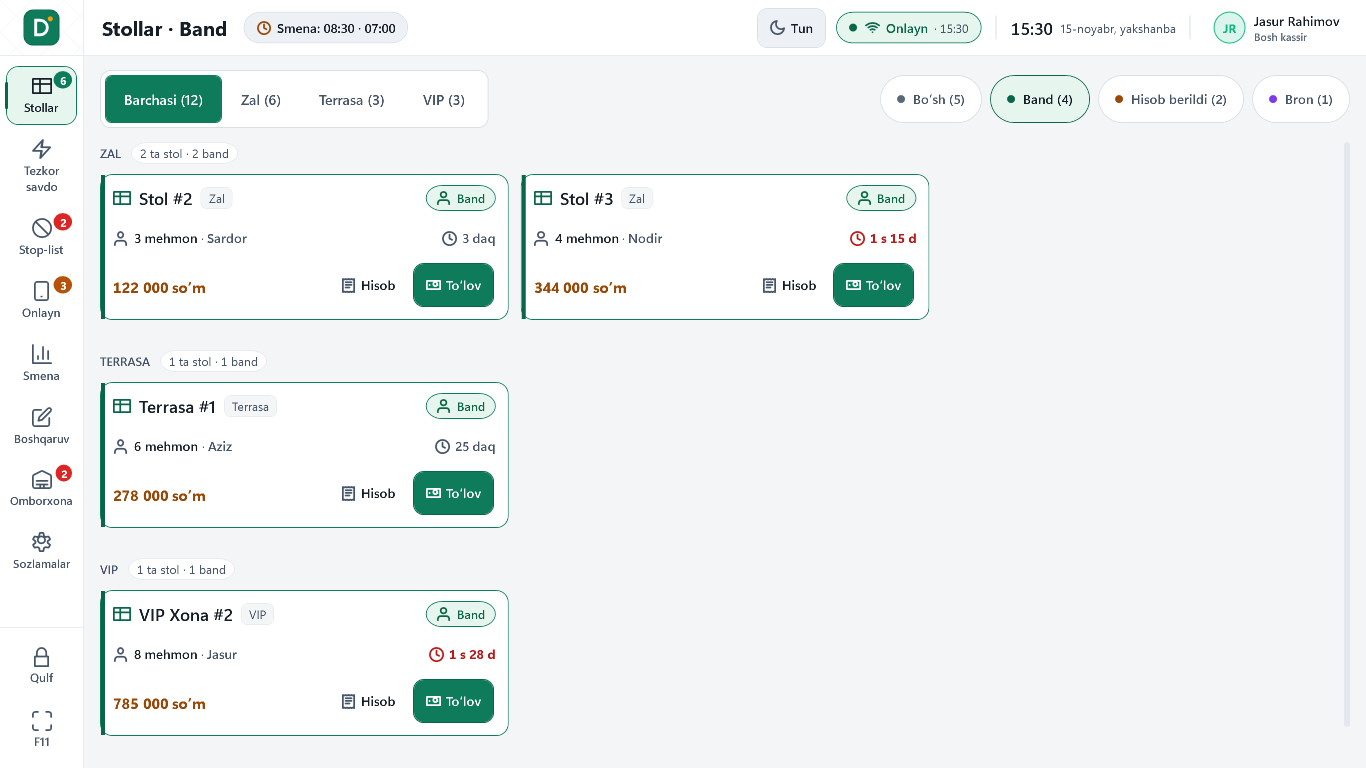 D
Stollar · Band
Smena: 08:30 - 07:00
Tun
Onlayn · 15:30
15:30 15-noyabr, yakshanba
JR
Jasur Rahimov
Bosh kassir
6
Stollar
Tezkor
savdo
2
Stop-list
3
Onlayn
Smena
Boshqaruv
2
Omborxona
Sozlamalar
Qulf
F11
Barchasi (12) Zal (6) Terrasa (3) VIP (3)
Bo‘sh (5) Band (4) Hisob berildi (2) Bron (1)
ZAL 2 ta stol · 2 band
Stol #2 Zal Band
3 mehmon · Sardor 3 daq
122 000 so‘m Hisob To‘lov
Stol #3 Zal Band
4 mehmon · Nodir 1 s 15 d
344 000 so‘m Hisob To‘lov
TERRASA 1 ta stol · 1 band
Terrasa #1 Terrasa Band
6 mehmon · Aziz 25 daq
278 000 so‘m Hisob To‘lov
VIP 1 ta stol · 1 band
VIP Xona #2 VIP Band
8 mehmon · Jasur 1 s 28 d
785 000 so‘m Hisob To‘lov